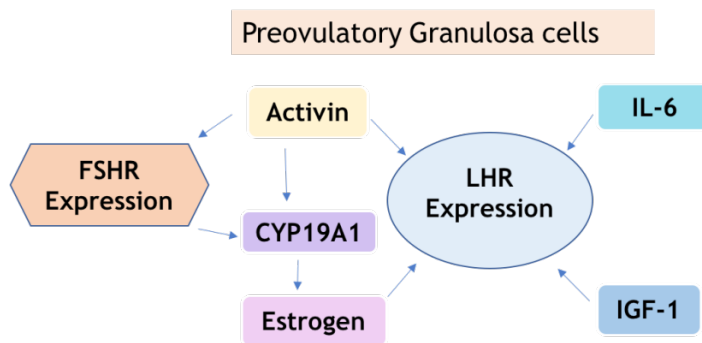 Preovulatory Granulosa cells
Activin
IL-6
FSHR
Expression
LHR
Expression
CYP19A1
Estrogen
IGF-1